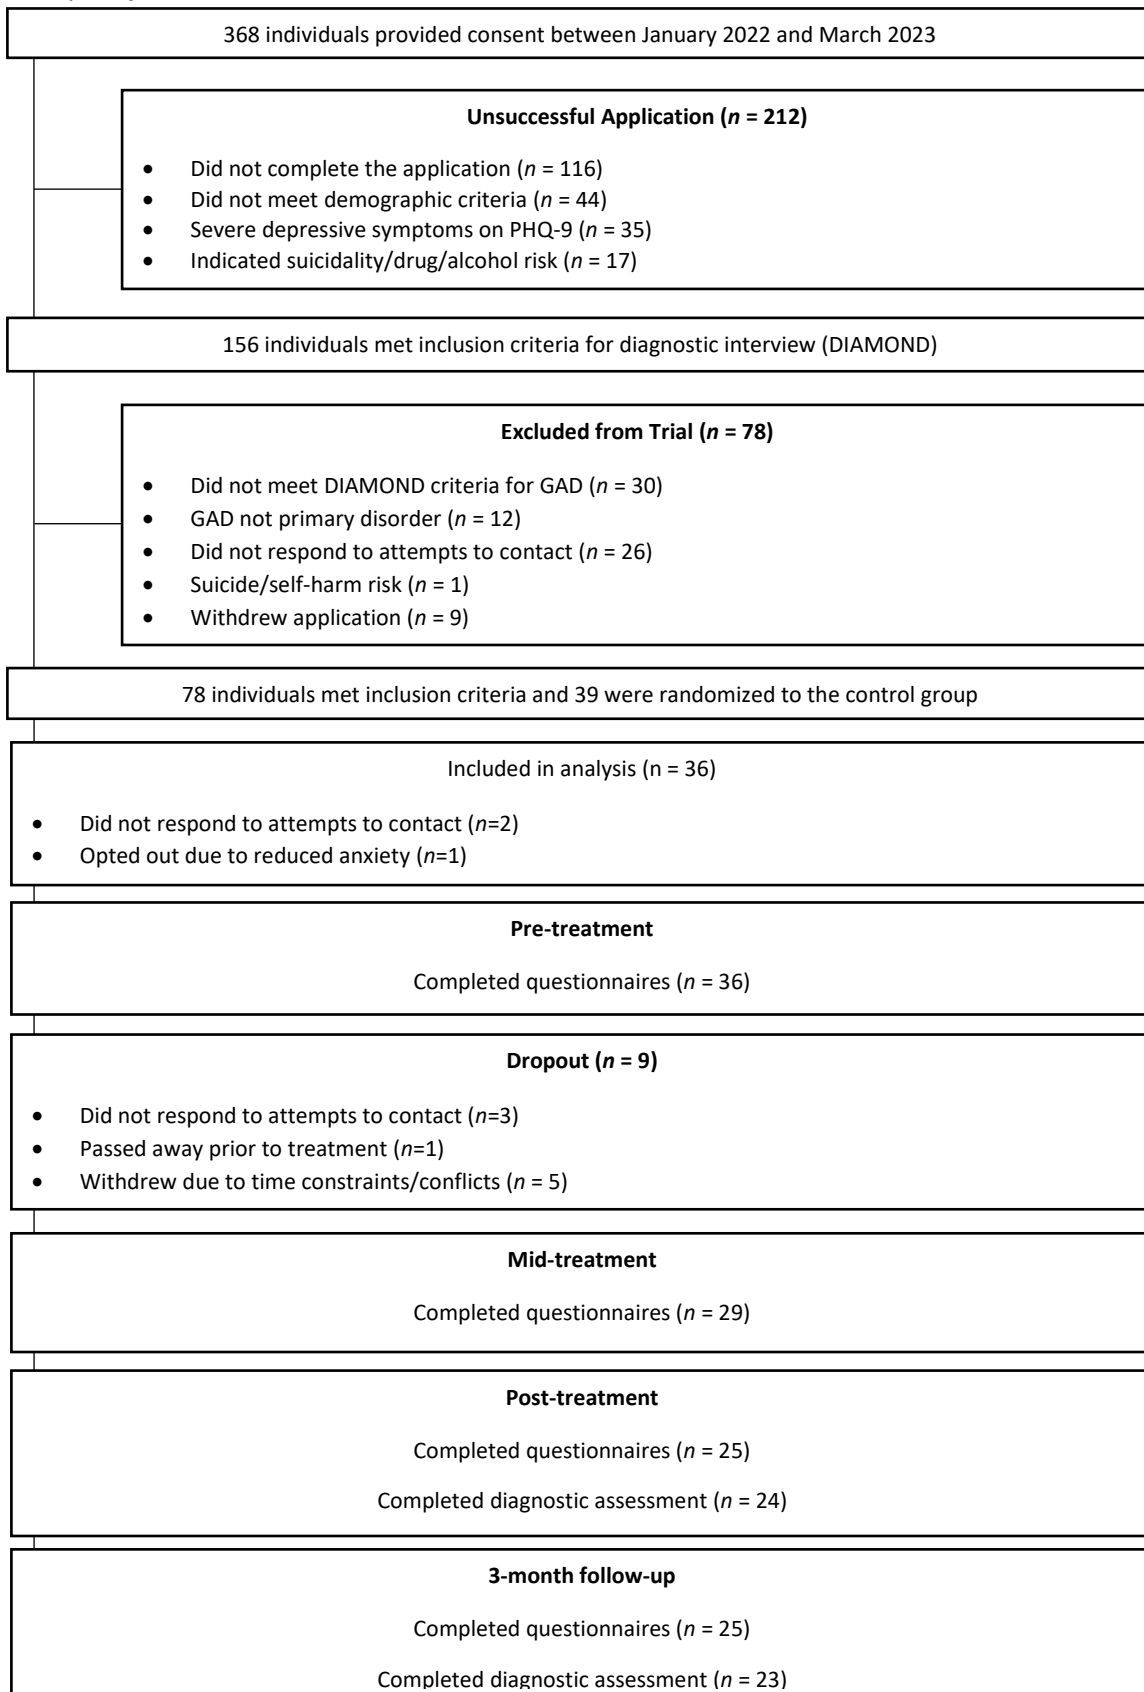 368 individuals provided consent between January 2022 and March 2023
Unsuccessful Application (n = 212)
• Did not complete the application (n = 116)
• Did not meet demographic criteria (n = 44)
• Severe depressive symptoms on PHQ-9 (n = 35)
• Indicated suicidality/drug/alcohol risk (n = 17)
156 individuals met inclusion criteria for diagnostic interview (DIAMOND)
Excluded from Trial (n = 78)
• Did not meet DIAMOND criteria for GAD (n = 30)
• GAD not primary disorder (n = 12)
• Did not respond to attempts to contact (n = 26)
• Suicide/self-harm risk (n = 1)
• Withdrew application (n = 9)
78 individuals met inclusion criteria and 39 were randomized to the control group
Included in analysis (n = 36)
• Did not respond to attempts to contact (n=2)
• Opted out due to reduced anxiety (n=1)
Pre-treatment
Completed questionnaires (n = 36)
Dropout (n = 9)
• Did not respond to attempts to contact (n=3)
• Passed away prior to treatment (n=1)
• Withdrew due to time constraints/conflicts (n = 5)
Mid-treatment
Completed questionnaires (n = 29)
Post-treatment
Completed questionnaires (n = 25)
Completed diagnostic assessment (n = 24)
3-month follow-up
Completed questionnaires (n = 25)
Completed diagnostic assessment (n = 23)